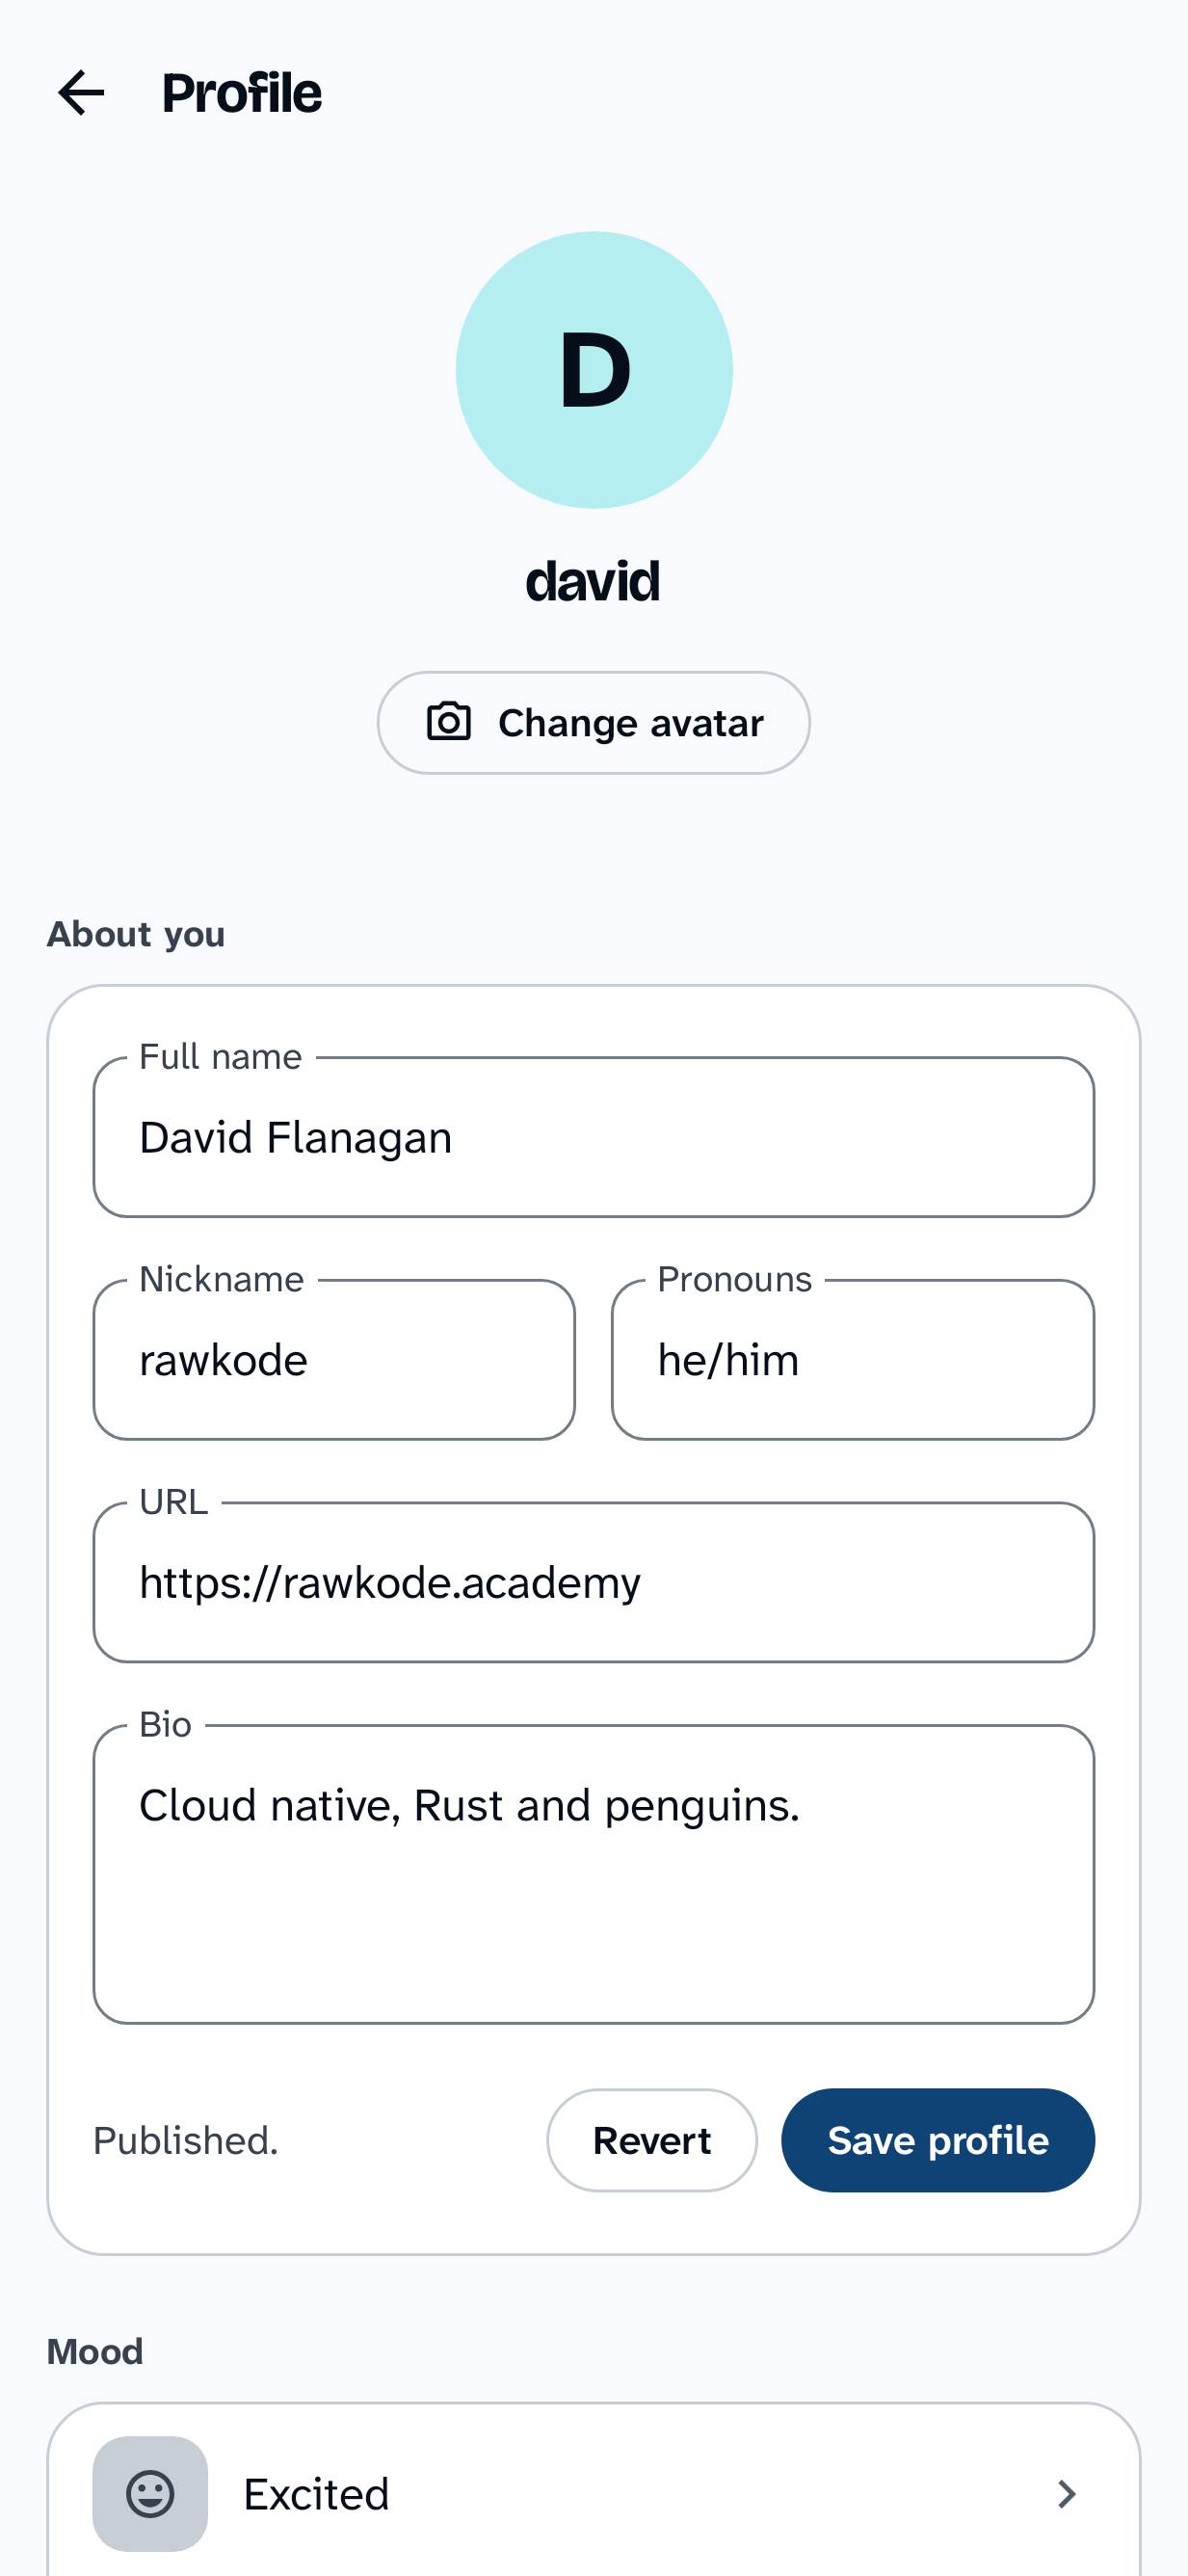 Profile
D
david
Change avatar
About you
Full name
David Flanagan
Nickname
rawkode
Pronouns
he/him
URL
https://rawkode.academy
Bio
Cloud native, Rust and penguins.
Published.
Revert
Save profile
Mood
Excited